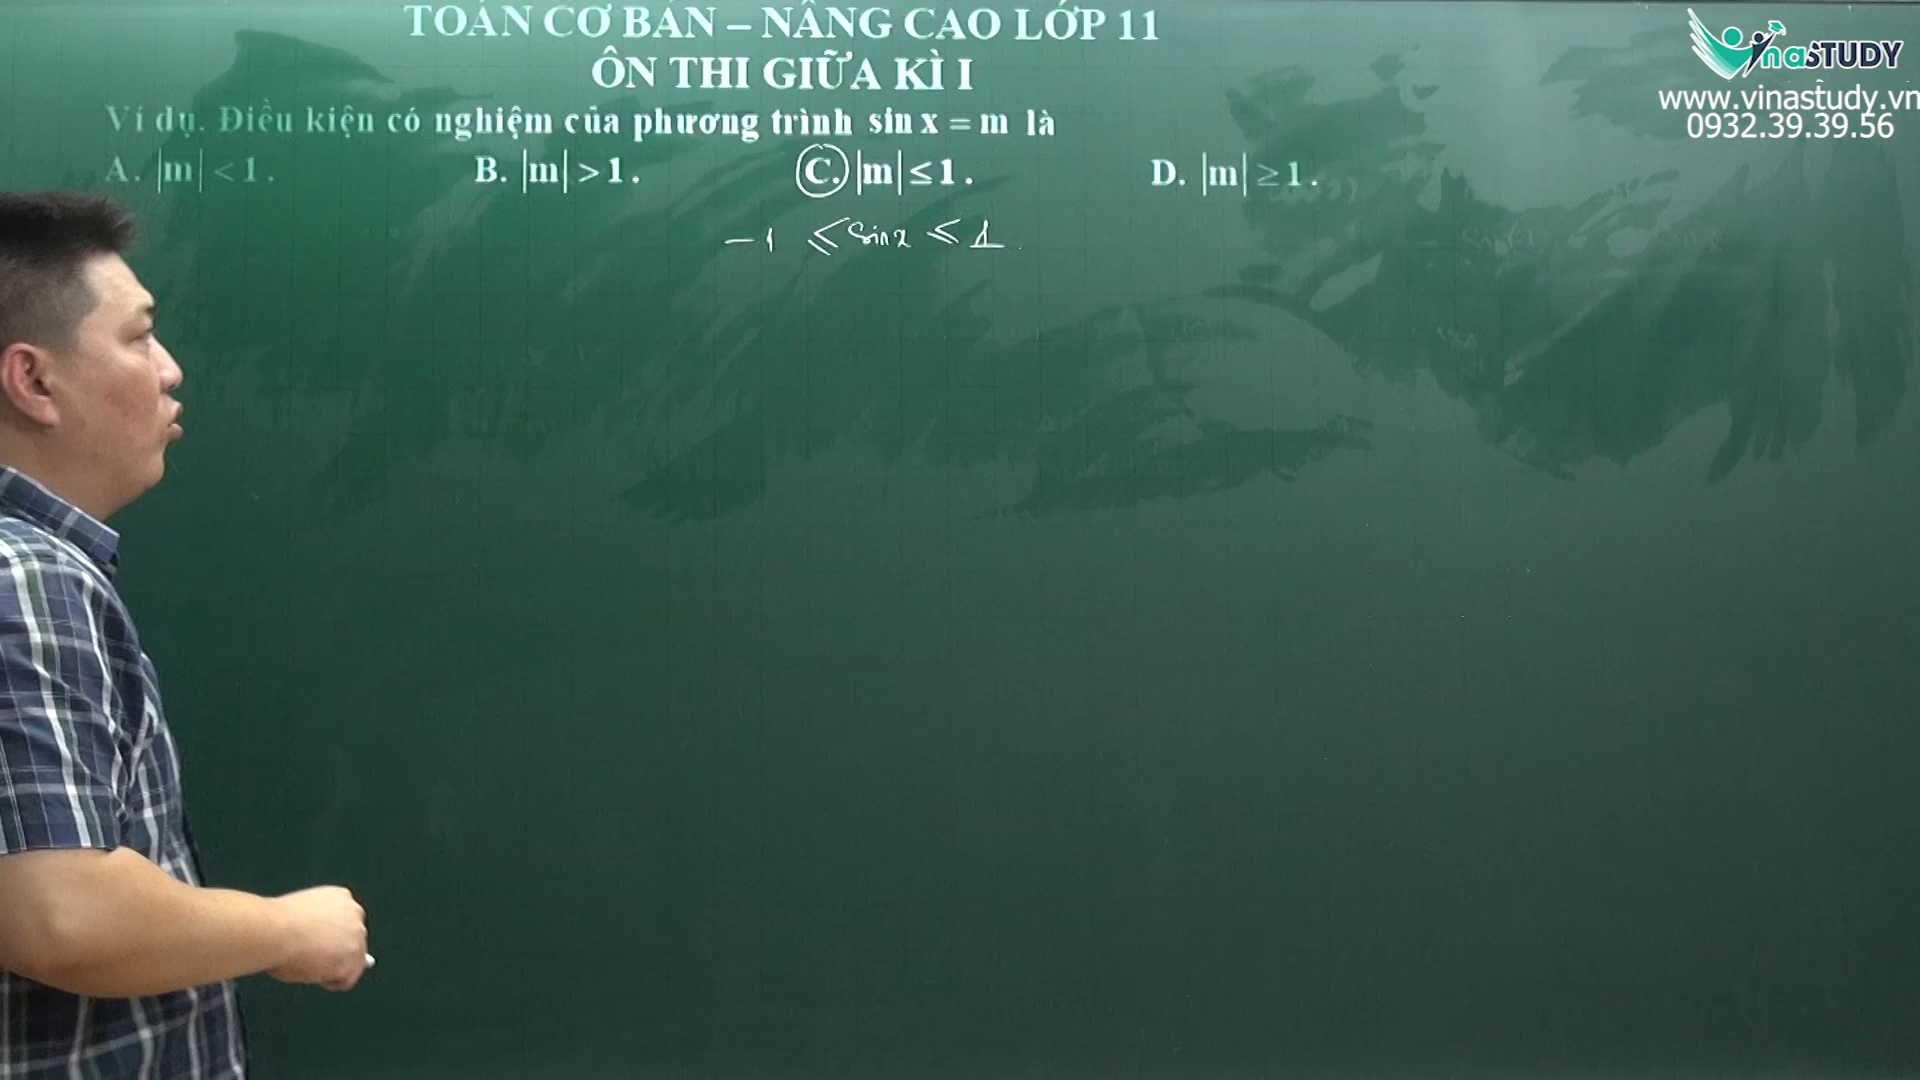 TOÁN CƠ BẢN – NÂNG CAO LỚP 11
ÔN THI GIỮA KÌ I
VinaSTUDY
www.vinastudy.vn
0932.39.39.56
Ví dụ. Điều kiện có nghiệm của phương trình sin x = m là
A. |m| < 1. B. |m| > 1. C. |m| ≤ 1. D. |m| ≥ 1.
-1 ≤ sin x ≤ 1